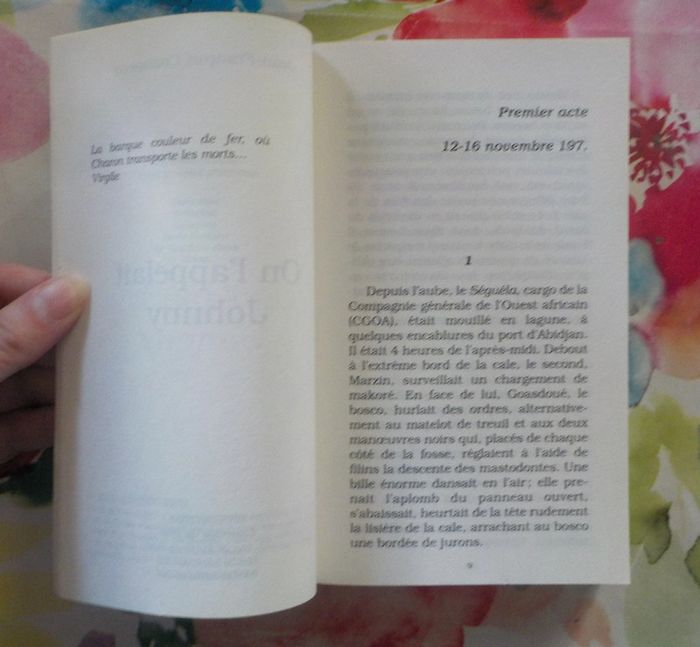 La barque couleur de fer, où
Charon transporte les morts...
Virgile
Premier acte
12-16 novembre 197.
1
Depuis l'aube, le Séguéla, cargo de la
Compagnie générale de l'Ouest africain
(CGOA), était mouillé en lagune, à
quelques encablures du port d'Abidjan.
Il était 4 heures de l'après-midi. Debout
à l'extrême bord de la cale, le second,
Marzin, surveillait un chargement de
makoré. En face de lui, Goasdoué, le
bosco, hurlait des ordres, alternative-
ment au matelot de treuil et aux deux
manœuvres noirs qui, placés de chaque
côté de la fosse, réglaient à l'aide de
filins la descente des mastodontes. Une
bille énorme dansait en l'air ; elle pre-
nait l'aplomb du panneau ouvert,
s'abaissait, heurtait de la tête rudement
la lisière de la cale, arrachant au bosco
une bordée de jurons.
9
On l'appelait
Johnny